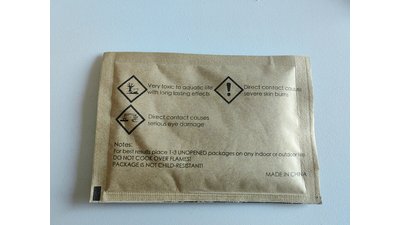 Very toxic to aquatic life
with long lasting effects
Direct contact causes
severe skin burns
Direct contact causes
serious eye damage
Notes:
For best results place 1-3 UNOPENED packages on any indoor or outdoor
DO NOT COOK OVER FLAMES!
PACKAGE IS NOT CHILD-RESISTANT!
MADE IN CHINA